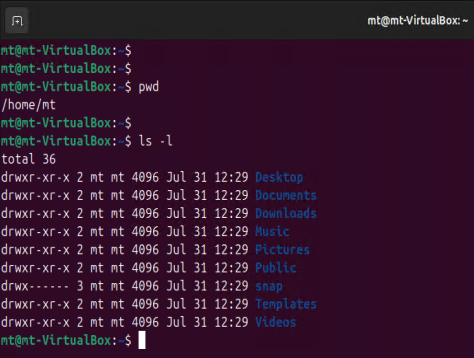 mt@mt-VirtualBox: ~
mt@mt-VirtualBox:~$
mt@mt-VirtualBox:~$
mt@mt-VirtualBox:~$ pwd
/home/mt
mt@mt-VirtualBox:~$
mt@mt-VirtualBox:~$ ls -l
total 36
drwxr-xr-x 2 mt mt 4096 Jul 31 12:29 Desktop
drwxr-xr-x 2 mt mt 4096 Jul 31 12:29 Documents
drwxr-xr-x 2 mt mt 4096 Jul 31 12:29 Downloads
drwxr-xr-x 2 mt mt 4096 Jul 31 12:29 Music
drwxr-xr-x 2 mt mt 4096 Jul 31 12:29 Pictures
drwxr-xr-x 2 mt mt 4096 Jul 31 12:29 Public
drwx------ 3 mt mt 4096 Jul 31 12:29 snap
drwxr-xr-x 2 mt mt 4096 Jul 31 12:29 Templates
drwxr-xr-x 2 mt mt 4096 Jul 31 12:29 Videos
mt@mt-VirtualBox:~$